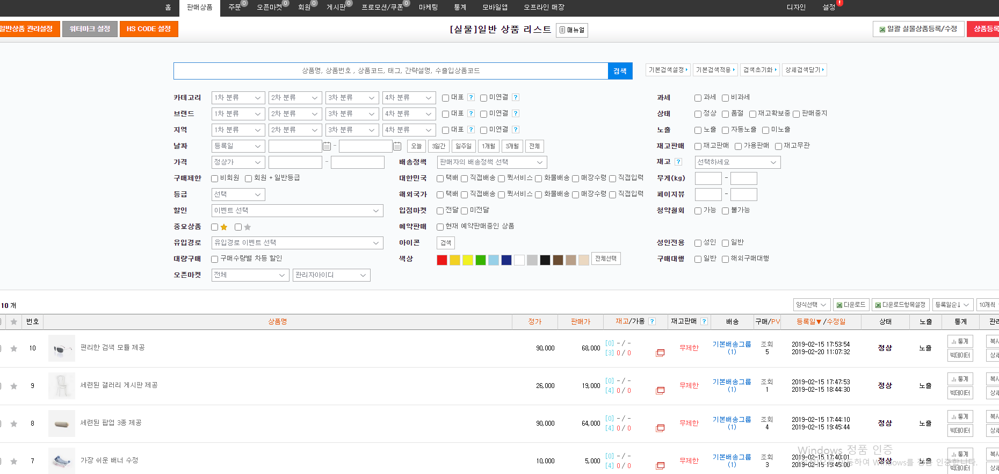 홈 판매상품 주문 0 오픈마켓 0 회원 0 게시판 0 프로모션/쿠폰 0 마케팅 통계 모바일앱 오프라인 매장 디자인 설정 !
일반상품 관리설정 워터마크 설정 HS CODE 설정 [실물]일반 상품 리스트 매뉴얼 일괄 실물상품등록/수정 상품등록
상품명, 상품번호 , 상품코드, 태그, 간략설명, 수출입상품코드 검색 기본검색설정 기본검색적용 검색초기화 상세검색닫기
카테고리 1차 분류 2차 분류 3차 분류 4차 분류 대표 ? 미연결 ? 과세 과세 비과세
브랜드 1차 분류 2차 분류 3차 분류 4차 분류 대표 ? 미연결 ? 상태 정상 품절 재고확보중 판매중지
지역 1차 분류 2차 분류 3차 분류 4차 분류 대표 ? 미연결 ? 노출 노출 자동노출 미노출
날짜 등록일 - 오늘 3일간 일주일 1개월 3개월 전체 재고판매 재고판매 가용판매 재고무관
가격 정상가 - 배송정책 판매자의 배송정책 선택 재고 ? 선택하세요
구매제한 비회원 회원 + 일반등급 대한민국 택배 직접배송 퀵서비스 화물배송 매장수령 직접입력 무게(kg) -
등급 선택 해외국가 택배 직접배송 퀵서비스 화물배송 매장수령 직접입력 페이지뷰 -
할인 이벤트 선택 입점마켓 전달 미전달 청약철회 가능 불가능
중요상품 예약판매 현재 예약판매중인 상품
유입경로 유입경로 이벤트 선택 아이콘 검색 성인전용 성인 일반
대량구매 구매수량별 차등 할인 색상 전체선택 구매대행 일반 해외구매대행
오픈마켓 전체 관리자아이디
10 개 양식선택 다운로드 다운로드항목설정 등록일순↓ 10개씩
번호 상품명 정가 판매가 재고/가용 ? 재고판매 ? 배송 구매/PV 등록일▼/수정일 상태 노출 통계 관리
10 편리한 검색 모듈 제공 90,000 68,000 [0] - / - 무제한 기본배송그룹 조회 2019-02-15 17:53:54 정상 노출 통계 복사
[3] 0 / 0 (1) 5 2019-02-20 11:07:32 빅데이터 상세
9 세련된 갤러리 게시판 제공 26,000 19,000 [0] - / - 무제한 기본배송그룹 조회 2019-02-15 17:47:53 정상 노출 통계 복사
[4] 0 / 0 (1) 1 2019-02-15 18:44:30 빅데이터 상세
8 세련된 팝업 3종 제공 90,000 64,000 [0] - / - 무제한 기본배송그룹 조회 2019-02-15 17:44:10 정상 노출 통계 복사
[4] 0 / 0 (1) 4 2019-02-15 19:45:44 빅데이터 상세
7 가장 쉬운 배너 수정 10,000 5,000 [0] - / - 무제한 기본배송그룹 조회 2019-02-15 17:40:01 정상 노출 통계 복사
[4] 0 / 0 (1) 3 2019-02-15 19:45:00 빅데이터 상세
Windows 정품 인증
Windows를 정품 인증합니다.